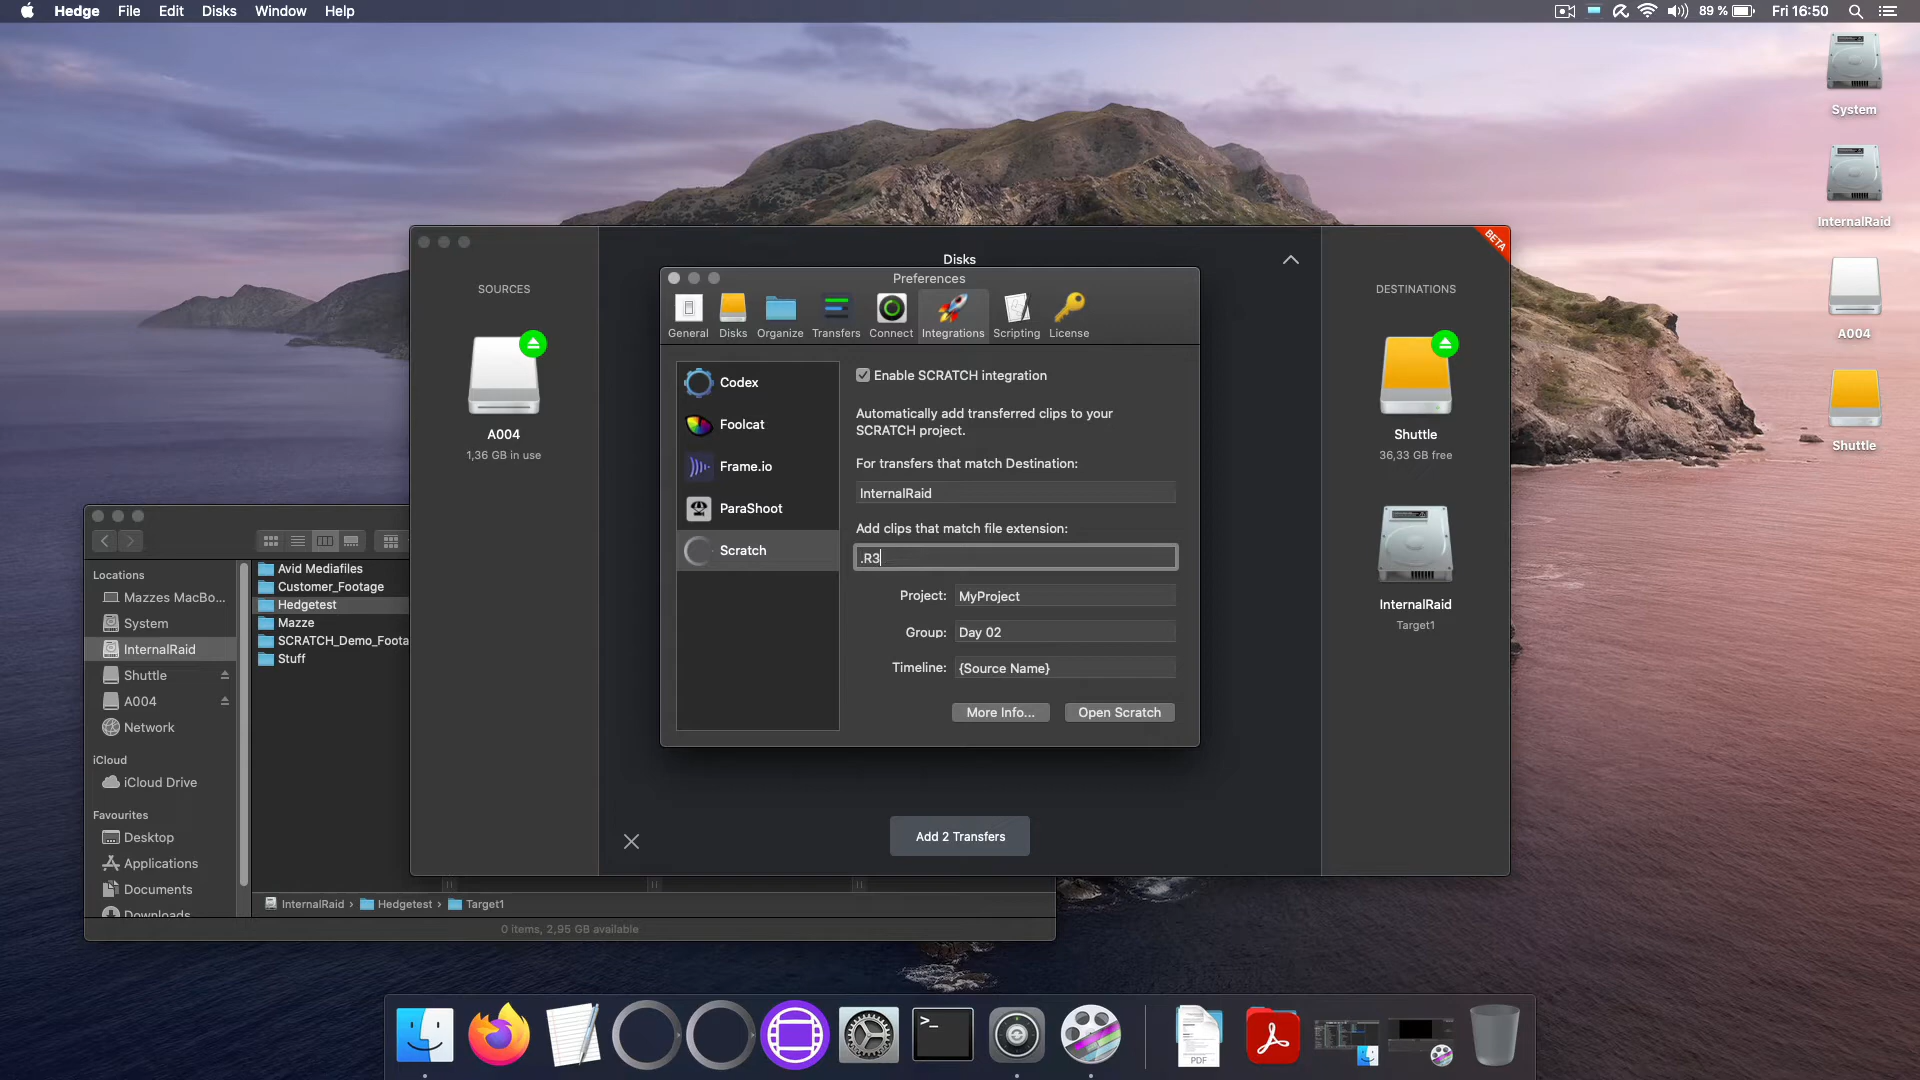 Hedge File Edit Disks Window Help
89 % Fri 16:50
System
InternalRaid
A004
Shuttle
SOURCES
A004
1,36 GB in use
Disks
BETA
DESTINATIONS
Shuttle
36,33 GB free
InternalRaid
Target1
Add 2 Transfers
Preferences
General Disks Organize Transfers Connect Integrations Scripting License
Codex
Foolcat
Frame.io
ParaShoot
Scratch
Enable SCRATCH integration
Automatically add transferred clips to your
SCRATCH project.
For transfers that match Destination:
InternalRaid
Add clips that match file extension:
.R3
Project: MyProject
Group: Day 02
Timeline: {Source Name}
More Info... Open Scratch
Locations
Mazzes MacBo...
System
InternalRaid
Shuttle
A004
Network
iCloud
iCloud Drive
Favourites
Desktop
Applications
Documents
Downloads
Avid Mediafiles
Customer_Footage
Hedgetest
Mazze
SCRATCH_Demo_Foota
Stuff
InternalRaid › Hedgetest › Target1
0 items, 2,95 GB available
>_
PDF